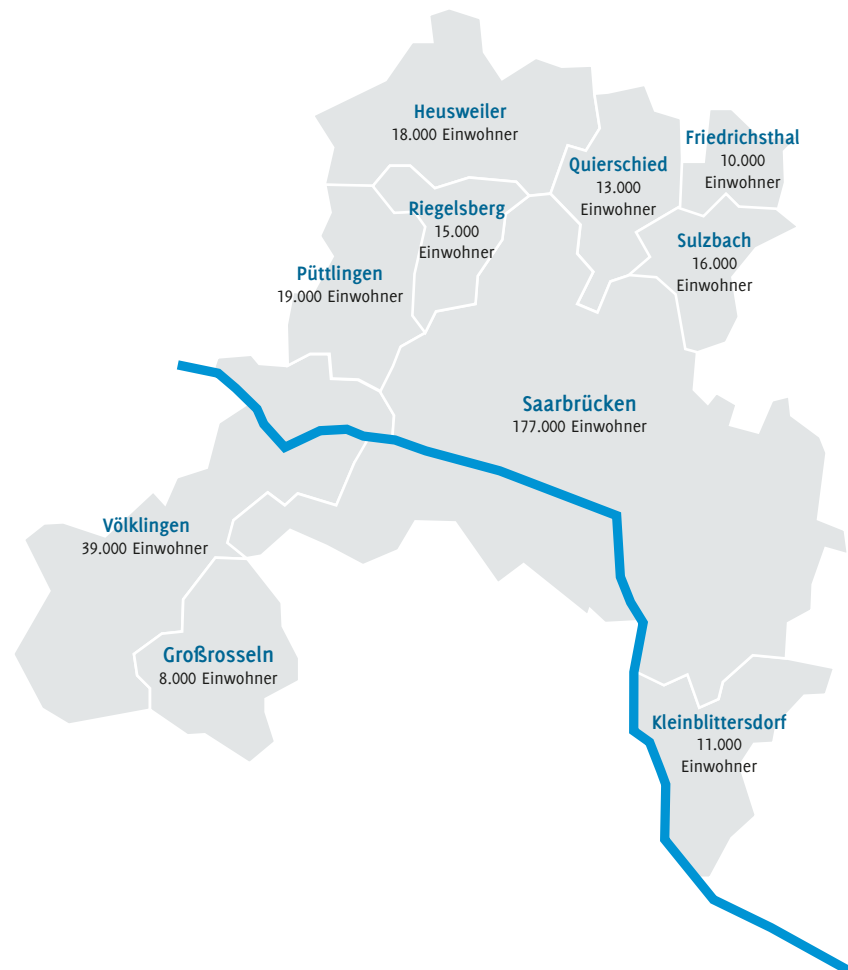 Heusweiler
18.000 Einwohner
Friedrichsthal
10.000
Einwohner
Quierschied
13.000
Einwohner
Riegelsberg
15.000
Einwohner
Sulzbach
16.000
Einwohner
Püttlingen
19.000 Einwohner
Saarbrücken
177.000 Einwohner
Völklingen
39.000 Einwohner
Großrosseln
8.000 Einwohner
Kleinblittersdorf
11.000
Einwohner